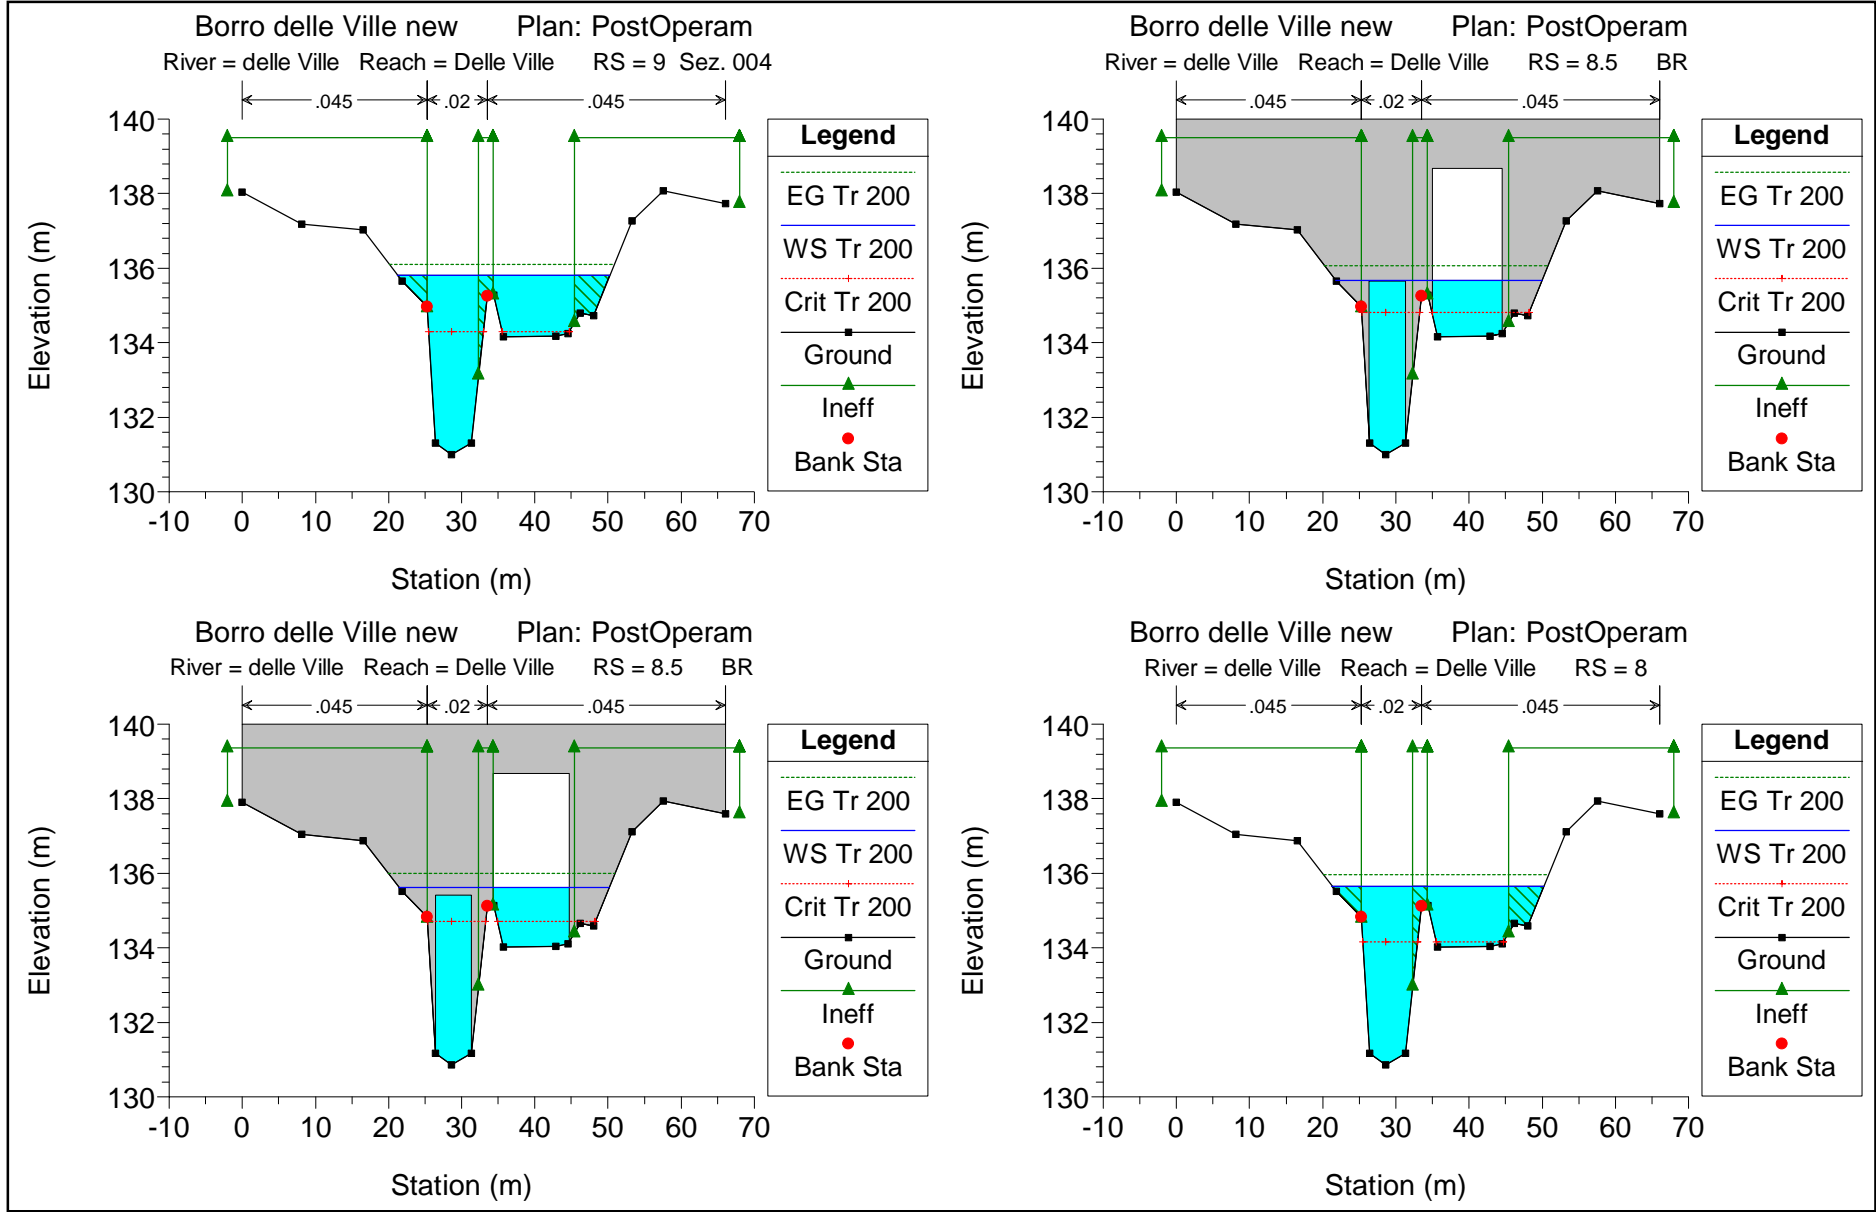 Borro delle Ville new Plan: PostOperam
River = delle Ville Reach = Delle Ville RS = 9 Sez. 004
.045 .02 .045
Elevation (m)
140
138
136
134
132
130
-10 0 10 20 30 40 50 60 70
Station (m)
Legend
EG Tr 200
WS Tr 200
Crit Tr 200
Ground
Ineff
Bank Sta
Borro delle Ville new Plan: PostOperam
River = delle Ville Reach = Delle Ville RS = 8.5 BR
.045 .02 .045
Elevation (m)
140
138
136
134
132
130
-10 0 10 20 30 40 50 60 70
Station (m)
Legend
EG Tr 200
WS Tr 200
Crit Tr 200
Ground
Ineff
Bank Sta
Borro delle Ville new Plan: PostOperam
River = delle Ville Reach = Delle Ville RS = 8.5 BR
.045 .02 .045
Elevation (m)
140
138
136
134
132
130
-10 0 10 20 30 40 50 60 70
Station (m)
Legend
EG Tr 200
WS Tr 200
Crit Tr 200
Ground
Ineff
Bank Sta
Borro delle Ville new Plan: PostOperam
River = delle Ville Reach = Delle Ville RS = 8
.045 .02 .045
Elevation (m)
140
138
136
134
132
130
-10 0 10 20 30 40 50 60 70
Station (m)
Legend
EG Tr 200
WS Tr 200
Crit Tr 200
Ground
Ineff
Bank Sta